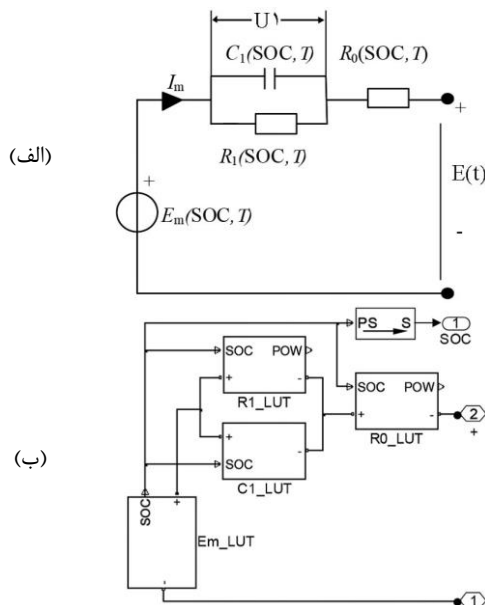 U۱
C₁(SOC, T)
R₀(SOC, T)
Iₘ
+
R₁(SOC, T)
(الف)
E(t)
+
Eₘ(SOC, T)
-
PS S
1
SOC
SOC POW
+ -
R1_LUT
SOC POW
+ -
R0_LUT
2
+
+ -
SOC
C1_LUT
(ب)
SOC +
Em_LUT
-
1